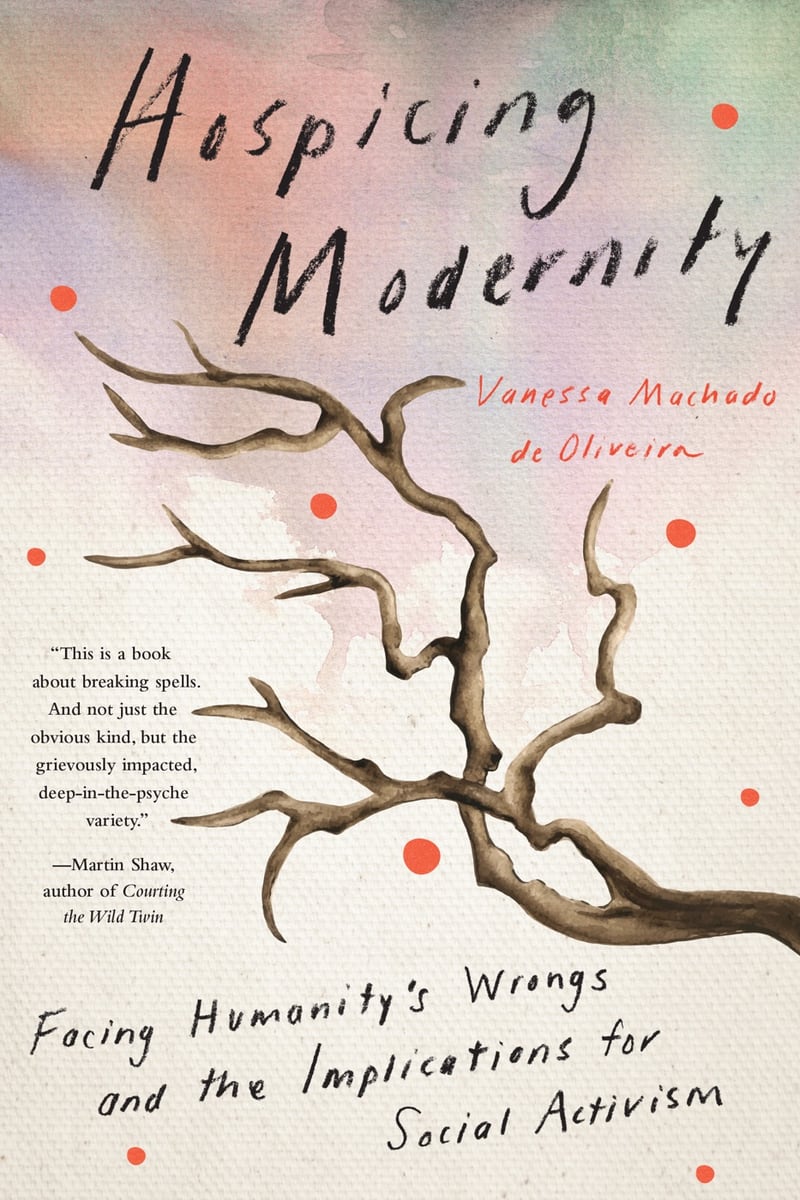 Hospicing
Modernity
Vanessa Machado
de Oliveira
“This is a book
about breaking spells.
And not just the
obvious kind, but the
grievously impacted,
deep-in-the-psyche
variety.”
—Martin Shaw,
author of Courting
the Wild Twin
Facing Humanity's Wrongs
and the Implications for
Social Activism